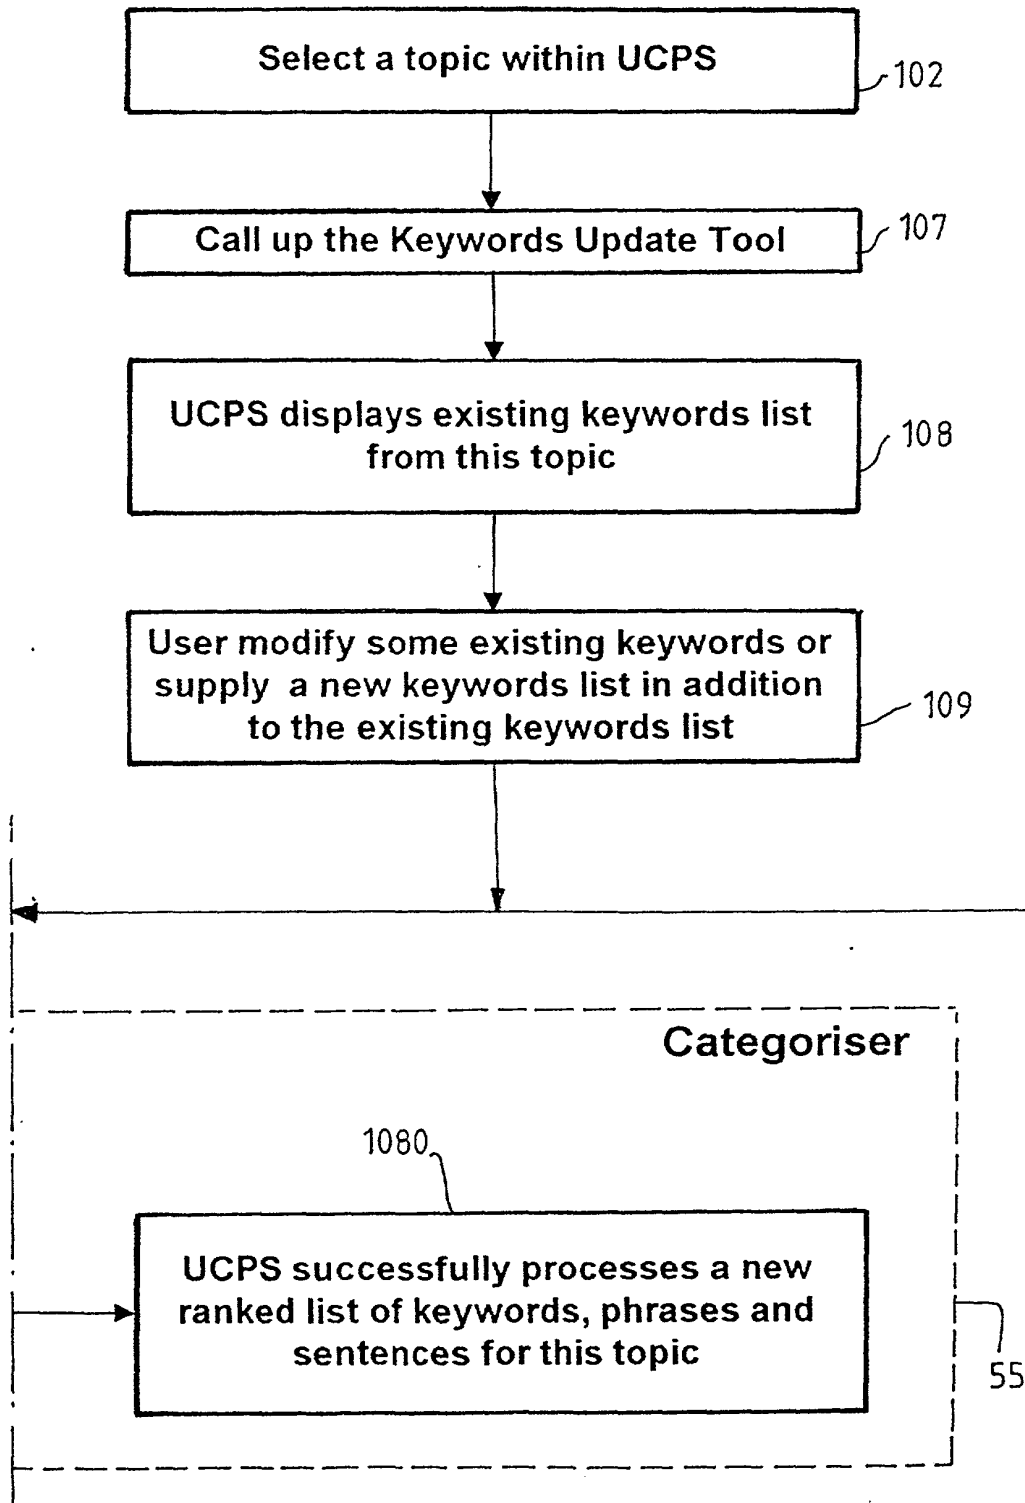 Select a topic within UCPS
102
Call up the Keywords Update Tool
107
UCPS displays existing keywords list
from this topic
108
User modify some existing keywords or
supply a new keywords list in addition
to the existing keywords list
109
Categoriser
1080
UCPS successfully processes a new
ranked list of keywords, phrases and
sentences for this topic
55